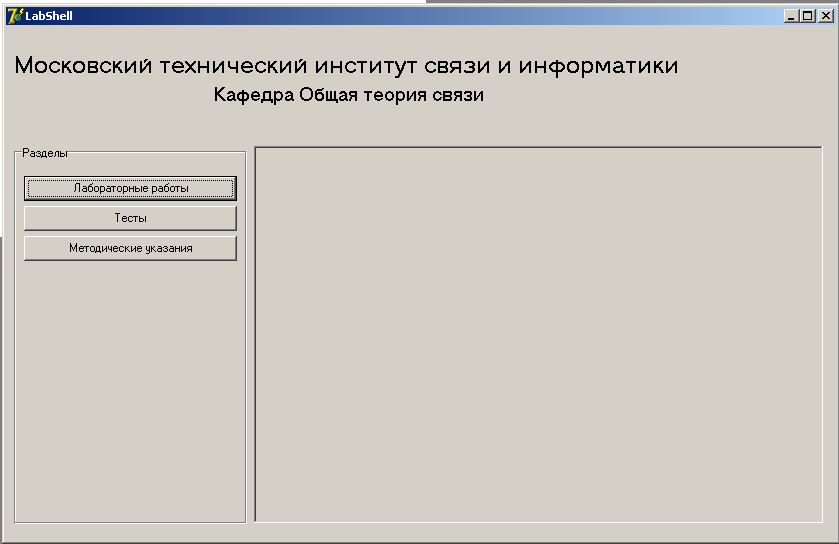 LabShell
Московский технический институт связи и информатики
Кафедра Общая теория связи
Разделы
Лабораторные работы
Тесты
Методические указания